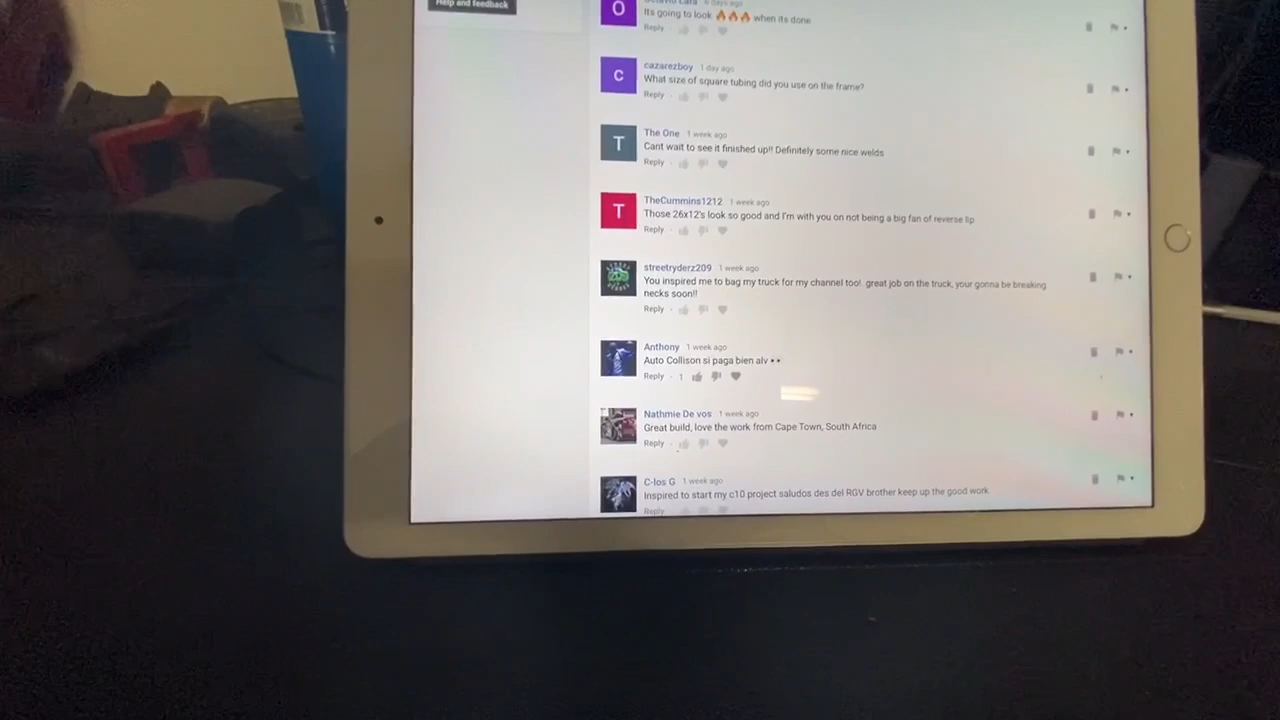 Help and feedback
O
6 days ago
Its going to look 🔥🔥🔥 when its done
Reply
C
cazarezboy 1 day ago
What size of square tubing did you use on the frame?
Reply
T
The One 1 week ago
Cant wait to see it finished up!! Definitely some nice welds
Reply
T
TheCummins1212 1 week ago
Those 26x12's look so good and I'm with you on not being a big fan of reverse lip
Reply
209
streetryderz209 1 week ago
You inspired me to bag my truck for my channel too! great job on the truck, your gonna be breaking
necks soon!!
Reply
Anthony 1 week ago
Auto Collison si paga bien alv
Reply · 1
Nathmie De vos 1 week ago
Great build, love the work from Cape Town, South Africa
Reply
C-los G 1 week ago
Inspired to start my c10 project saludos des del RGV brother keep up the good work
Reply